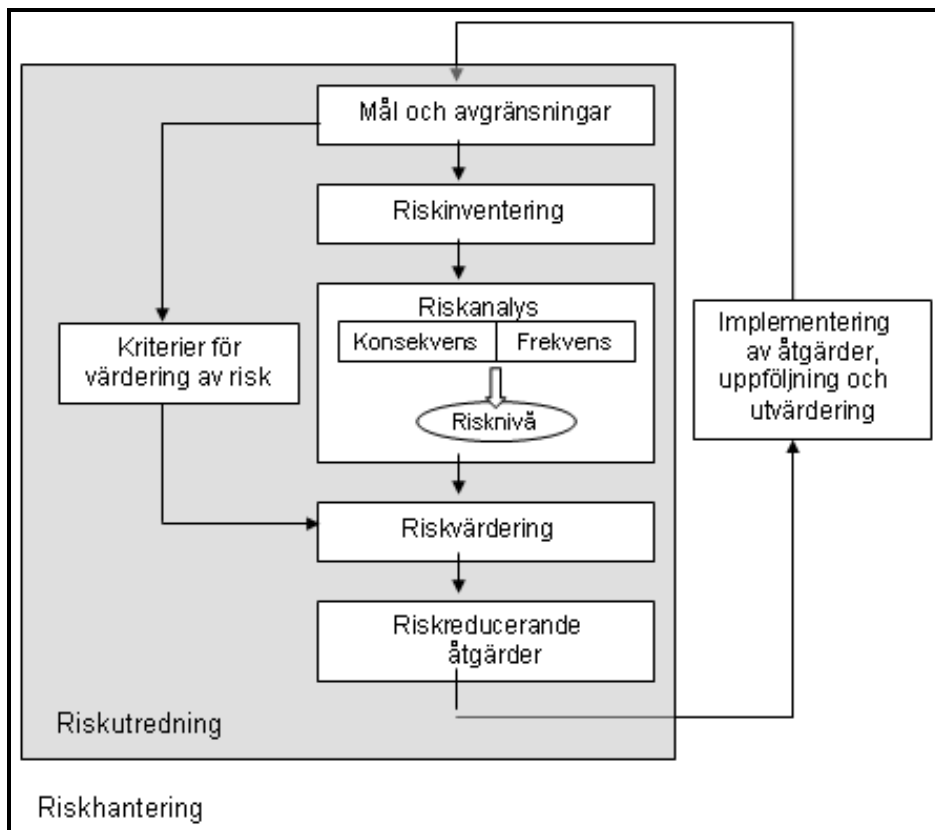 Mål och avgränsningar
Riskinventering
Riskanalys
Konsekvens
Frekvens
Risknivå
Kriterier för
värdering av risk
Implementering
av åtgärder,
uppföljning och
utvärdering
Riskvärdering
Riskreducerande
åtgärder
Riskutredning
Riskhantering